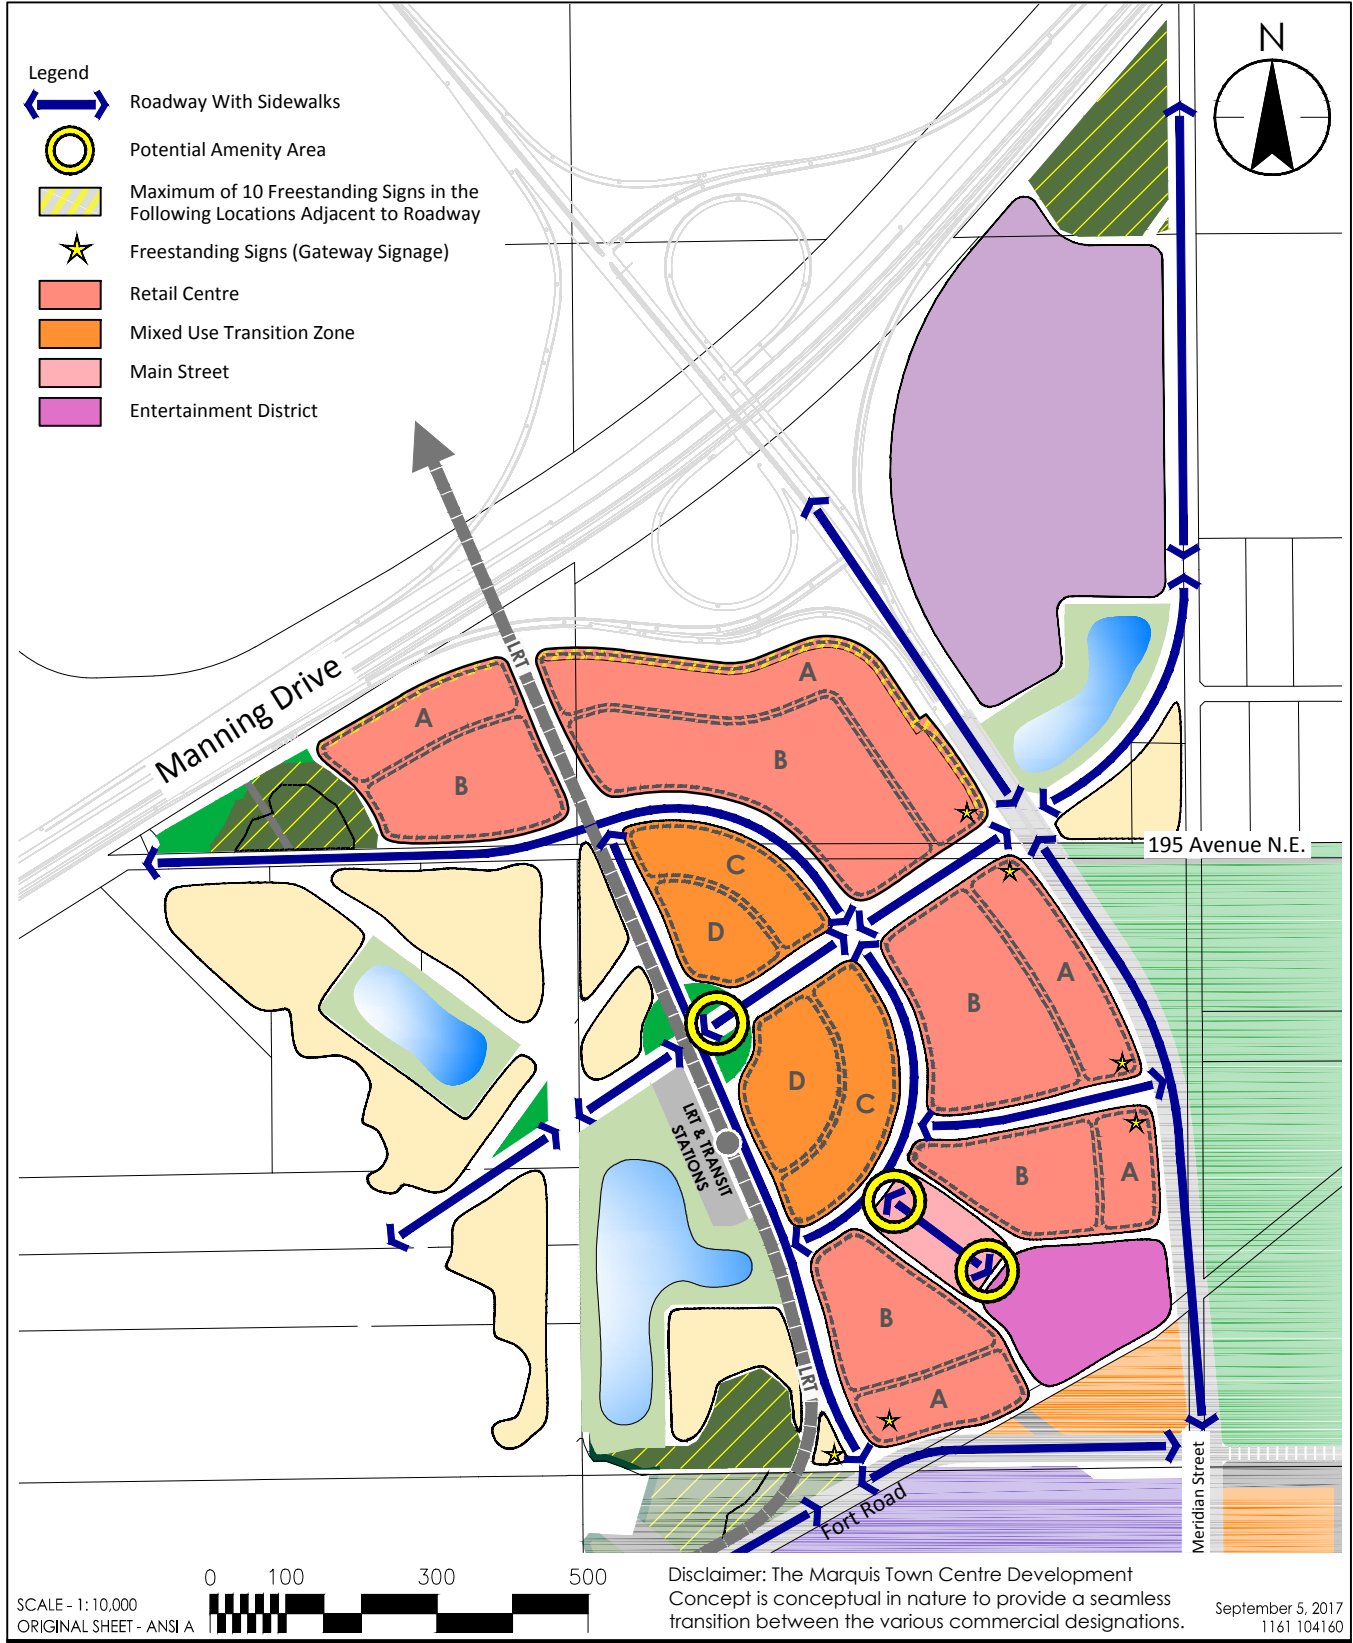 N
Legend
Roadway With Sidewalks
Potential Amenity Area
Maximum of 10 Freestanding Signs in the
Following Locations Adjacent to Roadway
Freestanding Signs (Gateway Signage)
Retail Centre
Mixed Use Transition Zone
Main Street
Entertainment District
LRT
Manning Drive
A
B
A
B
195 Avenue N.E.
C
D
B
A
D
C
LRT & TRANSIT
STATIONS
B
A
B
A
LRT
Fort Road
Meridian Street
0 100 300 500
SCALE - 1: 10,000
ORIGINAL SHEET - ANSI A
Disclaimer: The Marquis Town Centre Development
Concept is conceptual in nature to provide a seamless
transition between the various commercial designations.
September 5, 2017
1161 104160